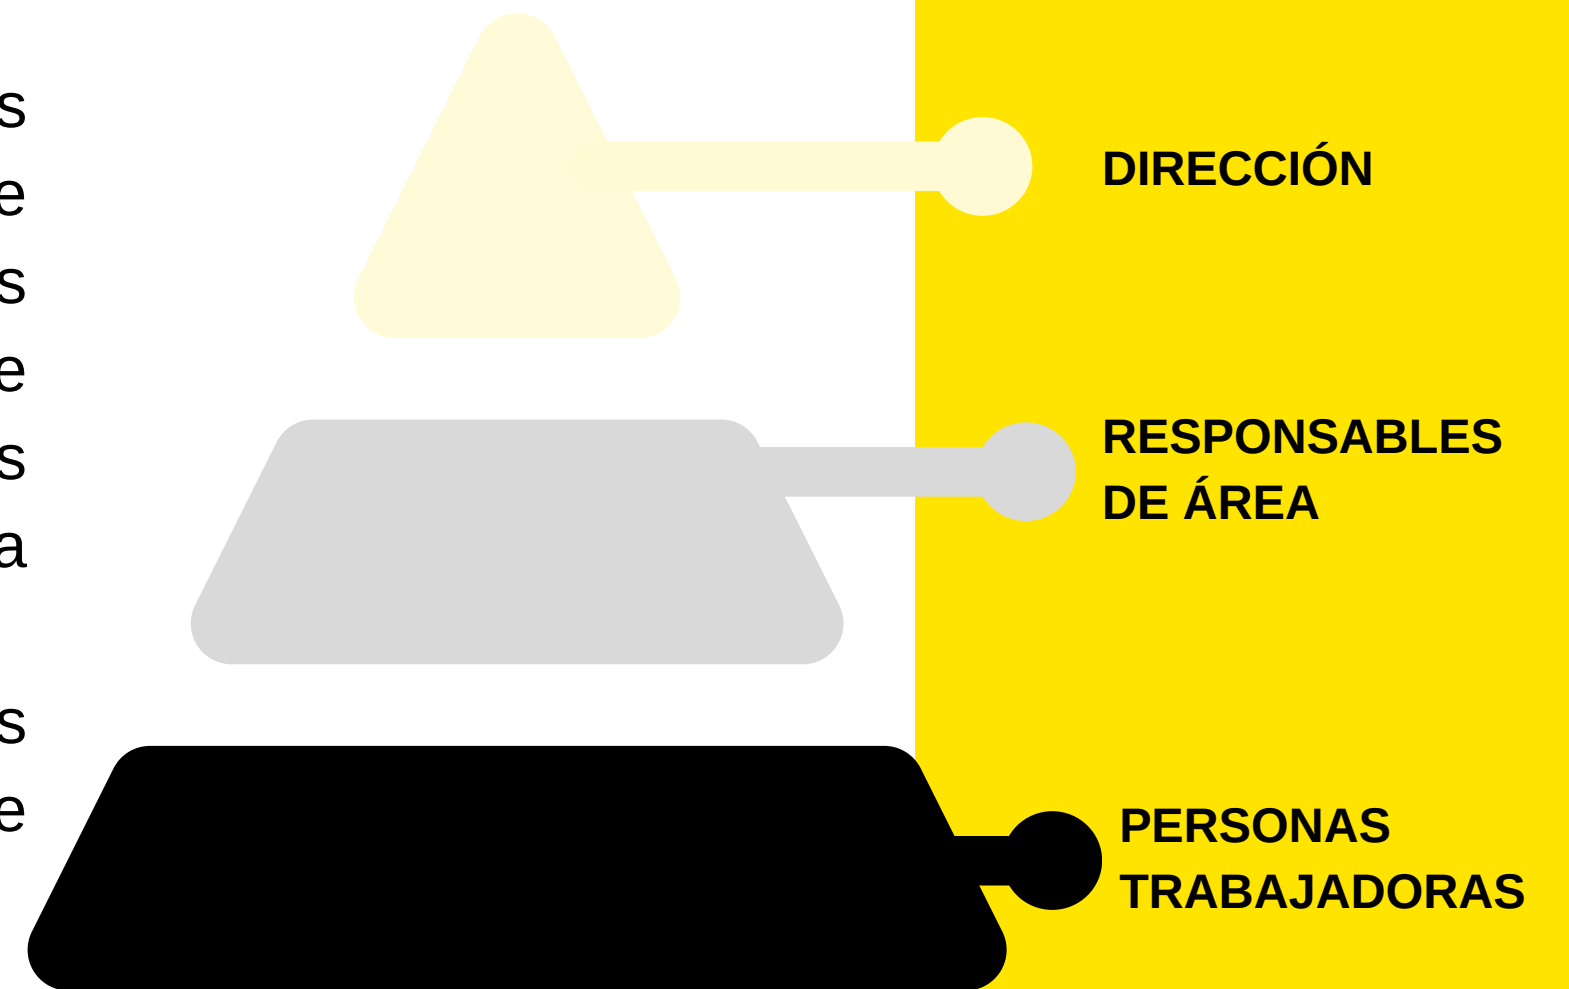 s
e
s
e
s
a
s
e
DIRECCIÓN
RESPONSABLES
DE ÁREA
PERSONAS
TRABAJADORAS